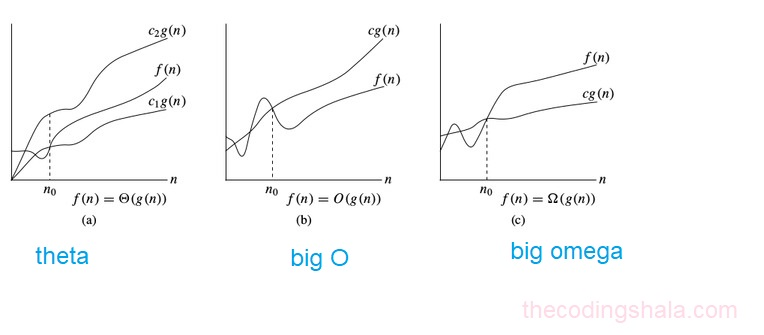 c₂g(n)
f(n)
c₁g(n)
n
n₀
f(n) = Θ(g(n))
(a)
theta
cg(n)
f(n)
n
n₀
f(n) = O(g(n))
(b)
big O
f(n)
cg(n)
n
n₀
f(n) = Ω(g(n))
(c)
big omega
thecodingshala.com